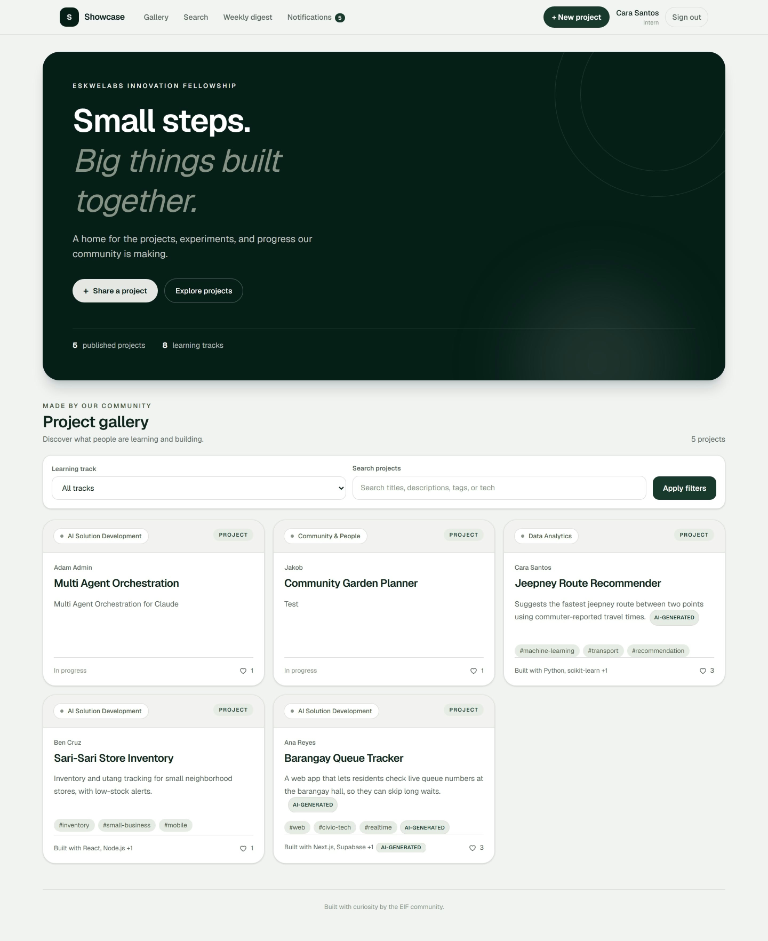 S Showcase Gallery Search Weekly digest Notifications 5 + New project Cara Santos Intern Sign out
ESKWELABS INNOVATION FELLOWSHIP
Small steps.
Big things built
together.
A home for the projects, experiments, and progress our
community is making.
+ Share a project Explore projects
5 published projects 8 learning tracks
MADE BY OUR COMMUNITY
Project gallery
Discover what people are learning and building. 5 projects
Learning track Search projects
All tracks Search titles, descriptions, tags, or tech Apply filters
AI Solution Development PROJECT
Adam Admin
Multi Agent Orchestration
Multi Agent Orchestration for Claude
In progress 1
Community & People PROJECT
Jakob
Community Garden Planner
Test
In progress 1
Data Analytics PROJECT
Cara Santos
Jeepney Route Recommender
Suggests the fastest jeepney route between two points
using commuter-reported travel times. AI-GENERATED
#machine-learning #transport #recommendation
Built with Python, scikit-learn +1 3
AI Solution Development PROJECT
Ben Cruz
Sari-Sari Store Inventory
Inventory and utang tracking for small neighborhood
stores, with low-stock alerts.
#inventory #small-business #mobile
Built with React, Node.js +1 1
AI Solution Development PROJECT
Ana Reyes
Barangay Queue Tracker
A web app that lets residents check live queue numbers at
the barangay hall, so they can skip long waits.
AI-GENERATED
#web #civic-tech #realtime AI-GENERATED
Built with Next.js, Supabase +1 AI-GENERATED 3
Built with curiosity by the EIF community.